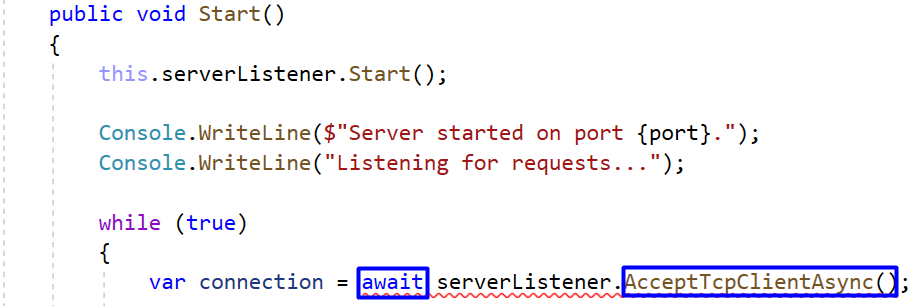 public void Start()
{
this.serverListener.Start();
Console.WriteLine($"Server started on port {port}.");
Console.WriteLine("Listening for requests...");
while (true)
{
var connection = await serverListener.AcceptTcpClientAsync();